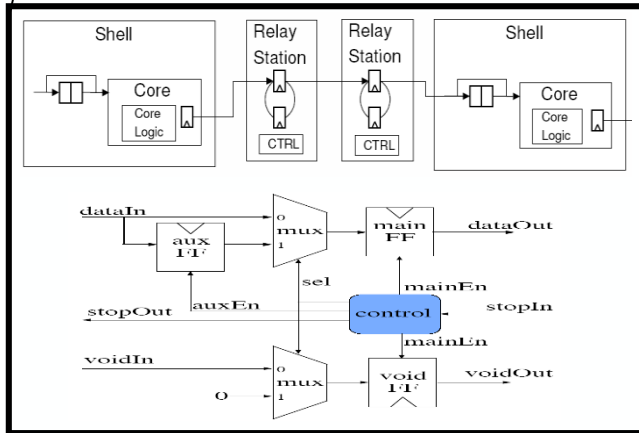 Shell
Relay
Station
Relay
Station
Shell
Core
Core
Logic
CTRL
CTRL
Core
Core
Logic
dataIn
0
mux
1
aux
FF
main
FF
dataOut
sel
mainEn
auxEn
stopOut
control
stopIn
mainEn
voidIn
0
mux
0
1
void
FF
voidOut